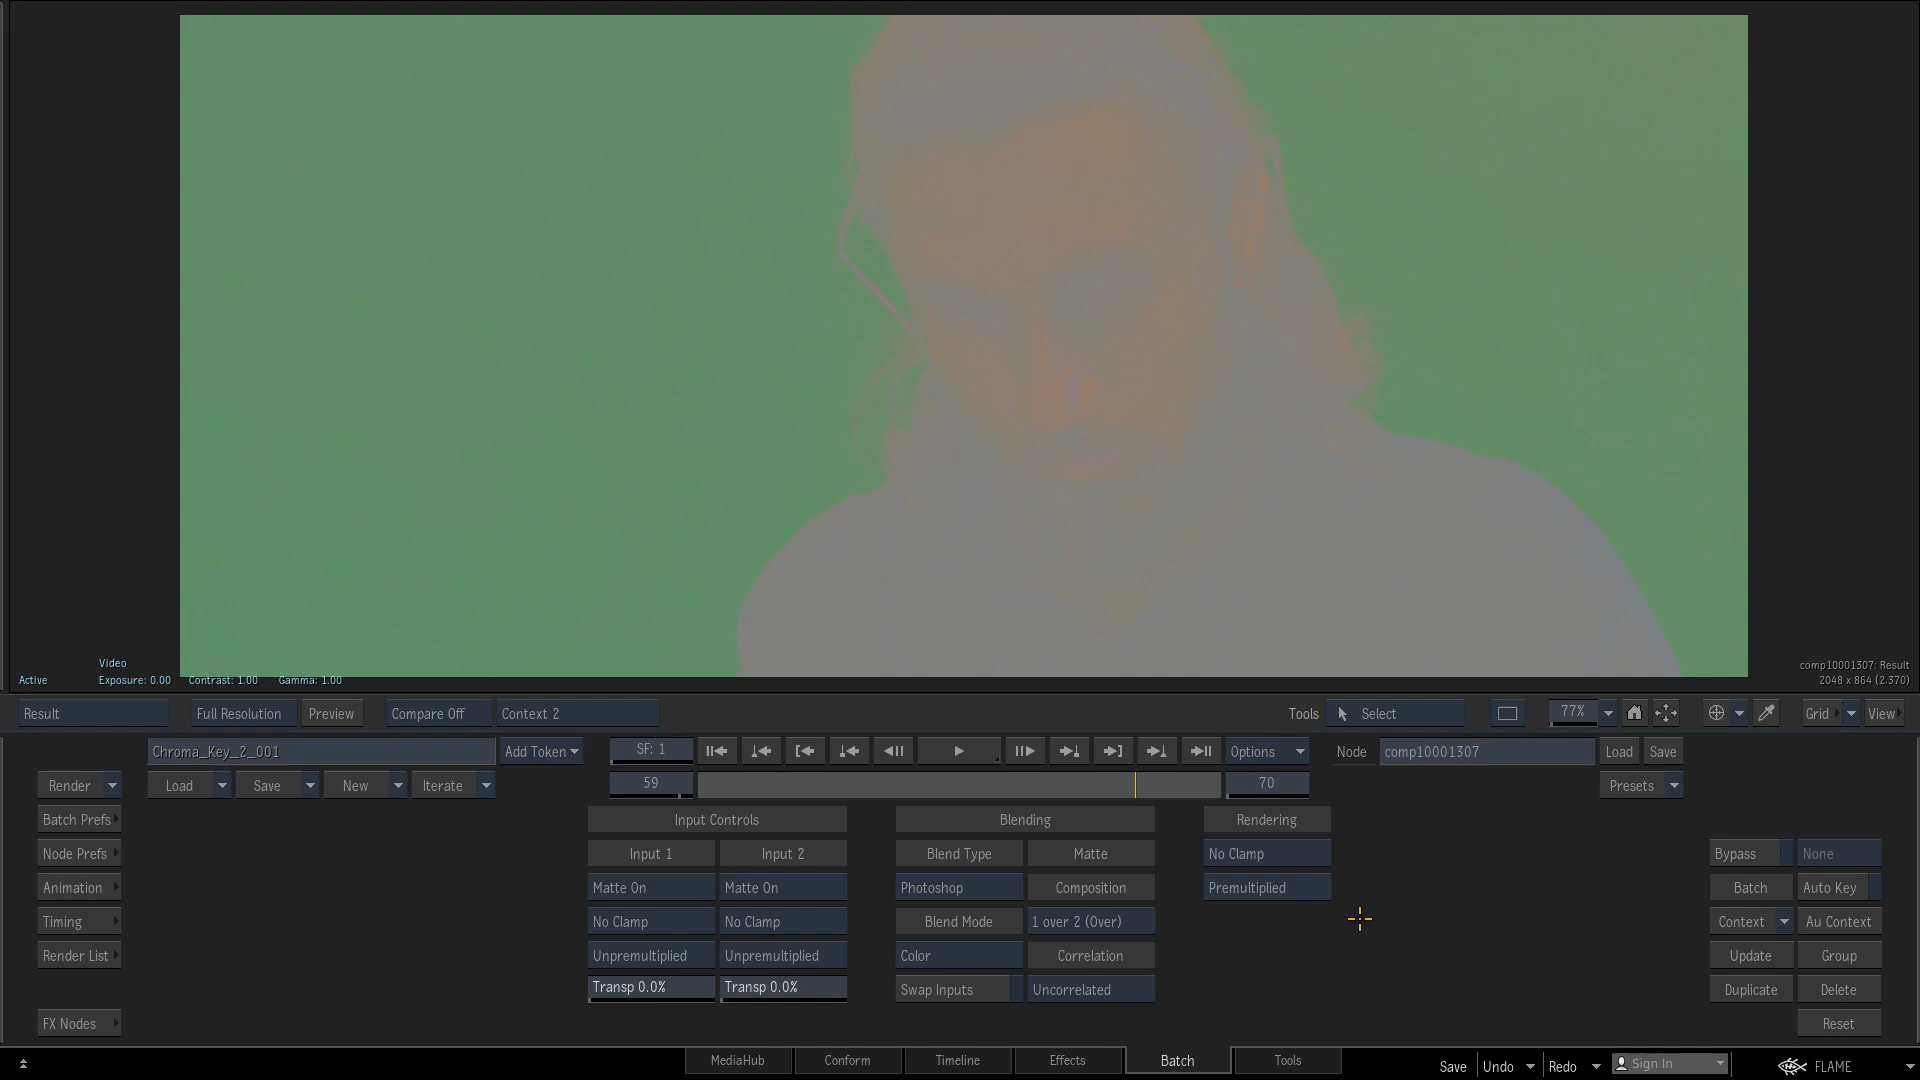 Video
Active Exposure: 0.00 Contrast: 1.00 Gamma: 1.00
comp10001307: Result
2048 x 864 (2.370)
Result Full Resolution Preview Compare Off Context 2 Tools Select 77% Grid View
Chroma_Key_2_001 Add Token SF: 1 Options Node comp10001307 Load Save
Render Load Save New Iterate 59 70 Presets
Batch Prefs Input Controls Blending Rendering
Node Prefs Input 1 Input 2 Blend Type Matte No Clamp Bypass None
Animation Matte On Matte On Photoshop Composition Premultiplied Batch Auto Key
Timing No Clamp No Clamp Blend Mode 1 over 2 (Over) Context Au Context
Render List Unpremultiplied Unpremultiplied Color Correlation Update Group
Transp 0.0% Transp 0.0% Swap Inputs Uncorrelated Duplicate Delete
FX Nodes Reset
MediaHub Conform Timeline Effects Batch Tools Save Undo Redo Sign In FLAME